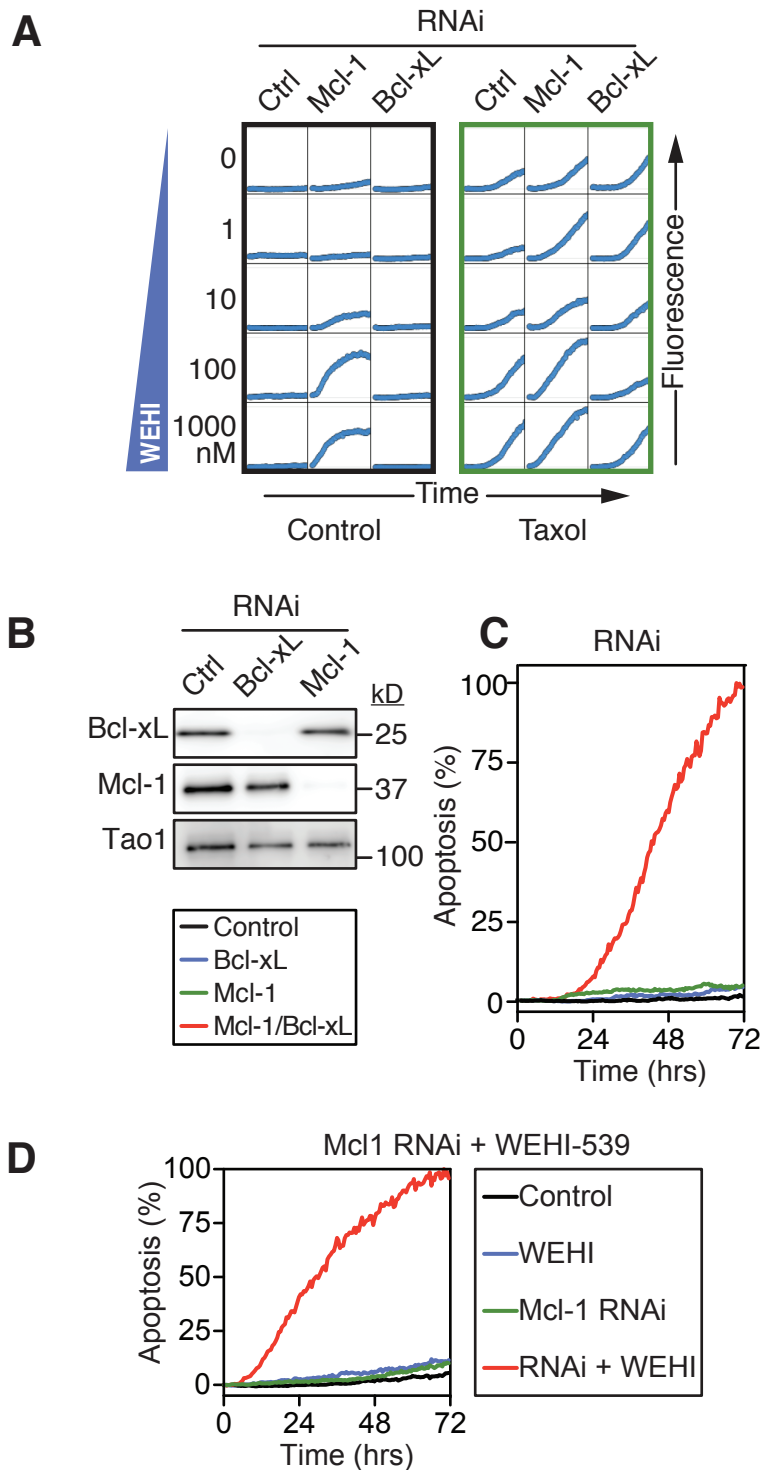 A
RNAi
Ctrl Mcl-1 Bcl-xL Ctrl Mcl-1 Bcl-xL
0
1
10
100
1000
nM
WEHI
Fluorescence
Time
Control Taxol
B
RNAi
Ctrl Bcl-xL Mcl-1 kD
Bcl-xL 25
Mcl-1 37
Tao1 100
Control
Bcl-xL
Mcl-1
Mcl-1/Bcl-xL
C
RNAi
Apoptosis (%)
100
75
50
25
0
0 24 48 72
Time (hrs)
D
Mcl1 RNAi + WEHI-539
Apoptosis (%)
100
75
50
25
0
0 24 48 72
Time (hrs)
Control
WEHI
Mcl-1 RNAi
RNAi + WEHI